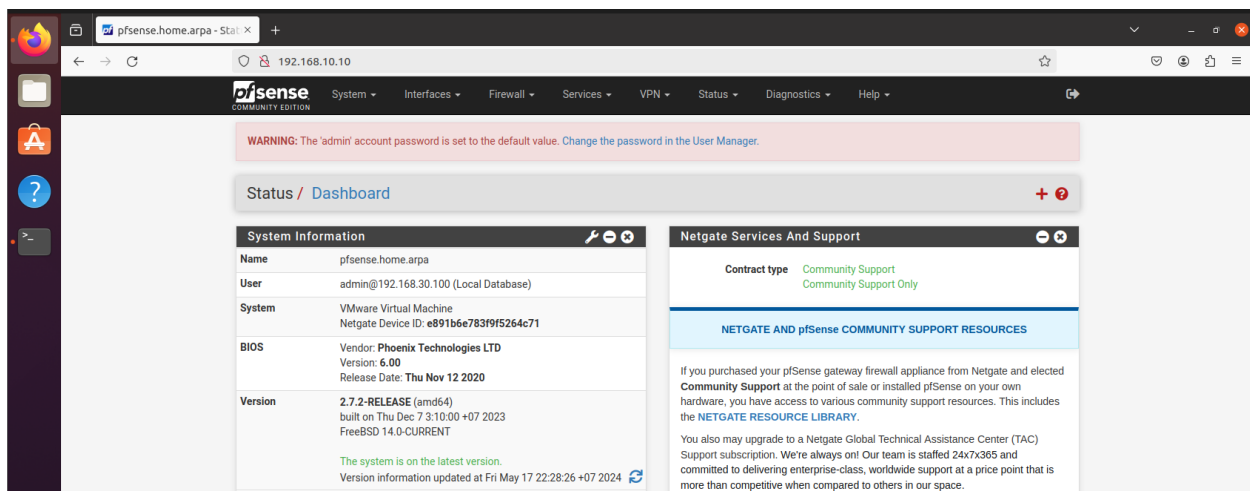 pfsense.home.arpa - Stat
192.168.10.10
pfsense
COMMUNITY EDITION
System
Interfaces
Firewall
Services
VPN
Status
Diagnostics
Help
WARNING: The 'admin' account password is set to the default value. Change the password in the User Manager.
Status / Dashboard
System Information
Name pfsense.home.arpa
User admin@192.168.30.100 (Local Database)
System VMware Virtual Machine
Netgate Device ID: e891b6e783f9f5264c71
BIOS Vendor: Phoenix Technologies LTD
Version: 6.00
Release Date: Thu Nov 12 2020
Version 2.7.2-RELEASE (amd64)
built on Thu Dec 7 3:10:00 +07 2023
FreeBSD 14.0-CURRENT
The system is on the latest version.
Version information updated at Fri May 17 22:28:26 +07 2024
Netgate Services And Support
Contract type Community Support
Community Support Only
NETGATE AND pfSense COMMUNITY SUPPORT RESOURCES
If you purchased your pfSense gateway firewall appliance from Netgate and elected
Community Support at the point of sale or installed pfSense on your own
hardware, you have access to various community support resources. This includes
the NETGATE RESOURCE LIBRARY.
You also may upgrade to a Netgate Global Technical Assistance Center (TAC)
Support subscription. We're always on! Our team is staffed 24x7x365 and
committed to delivering enterprise-class, worldwide support at a price point that is
more than competitive when compared to others in our space.